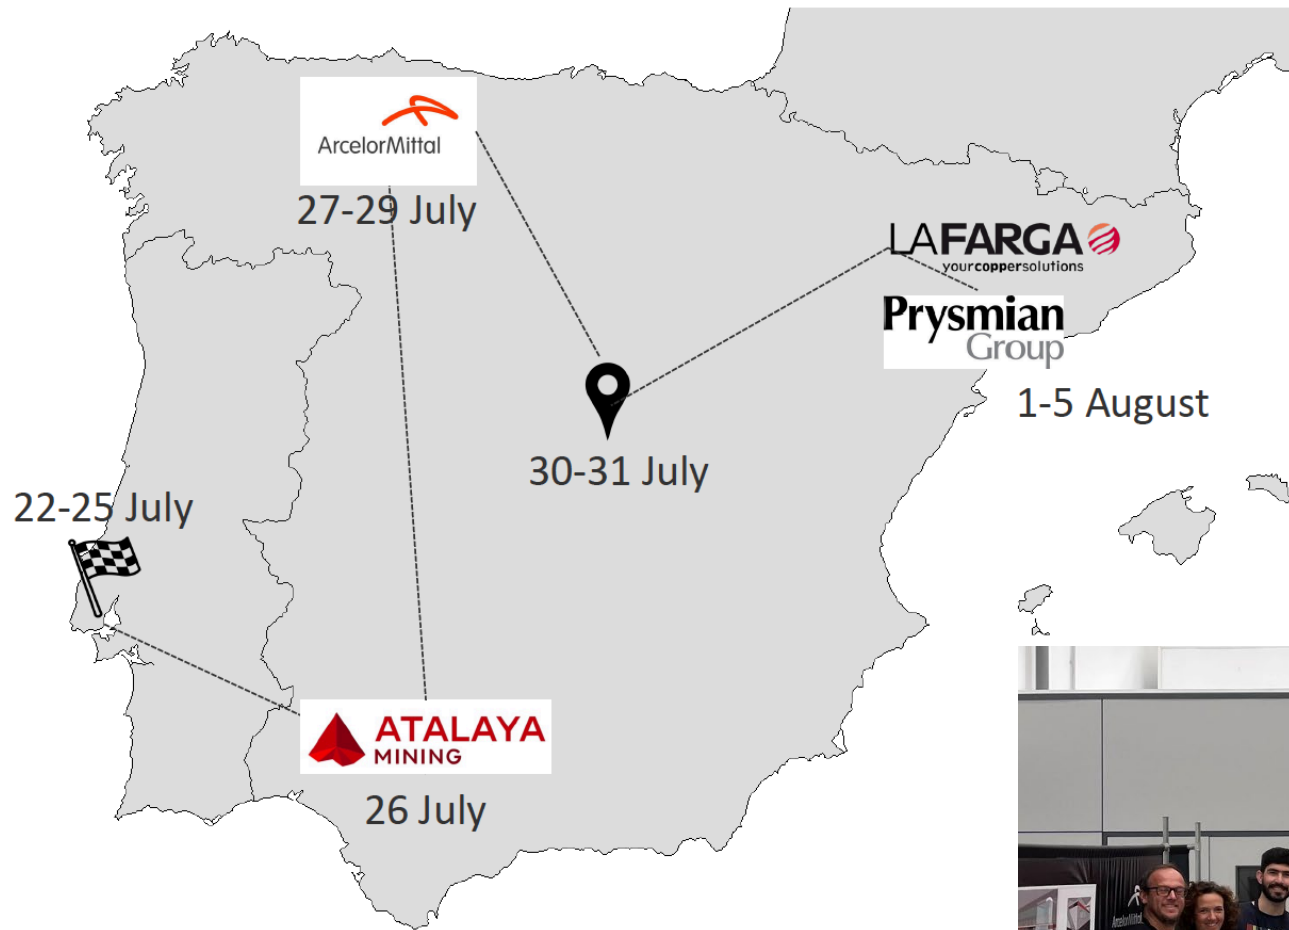 ArcelorMittal
27-29 July
LAFARGA
yourcoppersolutions
Prysmian
Group
1-5 August
30-31 July
22-25 July
ATALAYA
MINING
26 July
ArcelorMittal